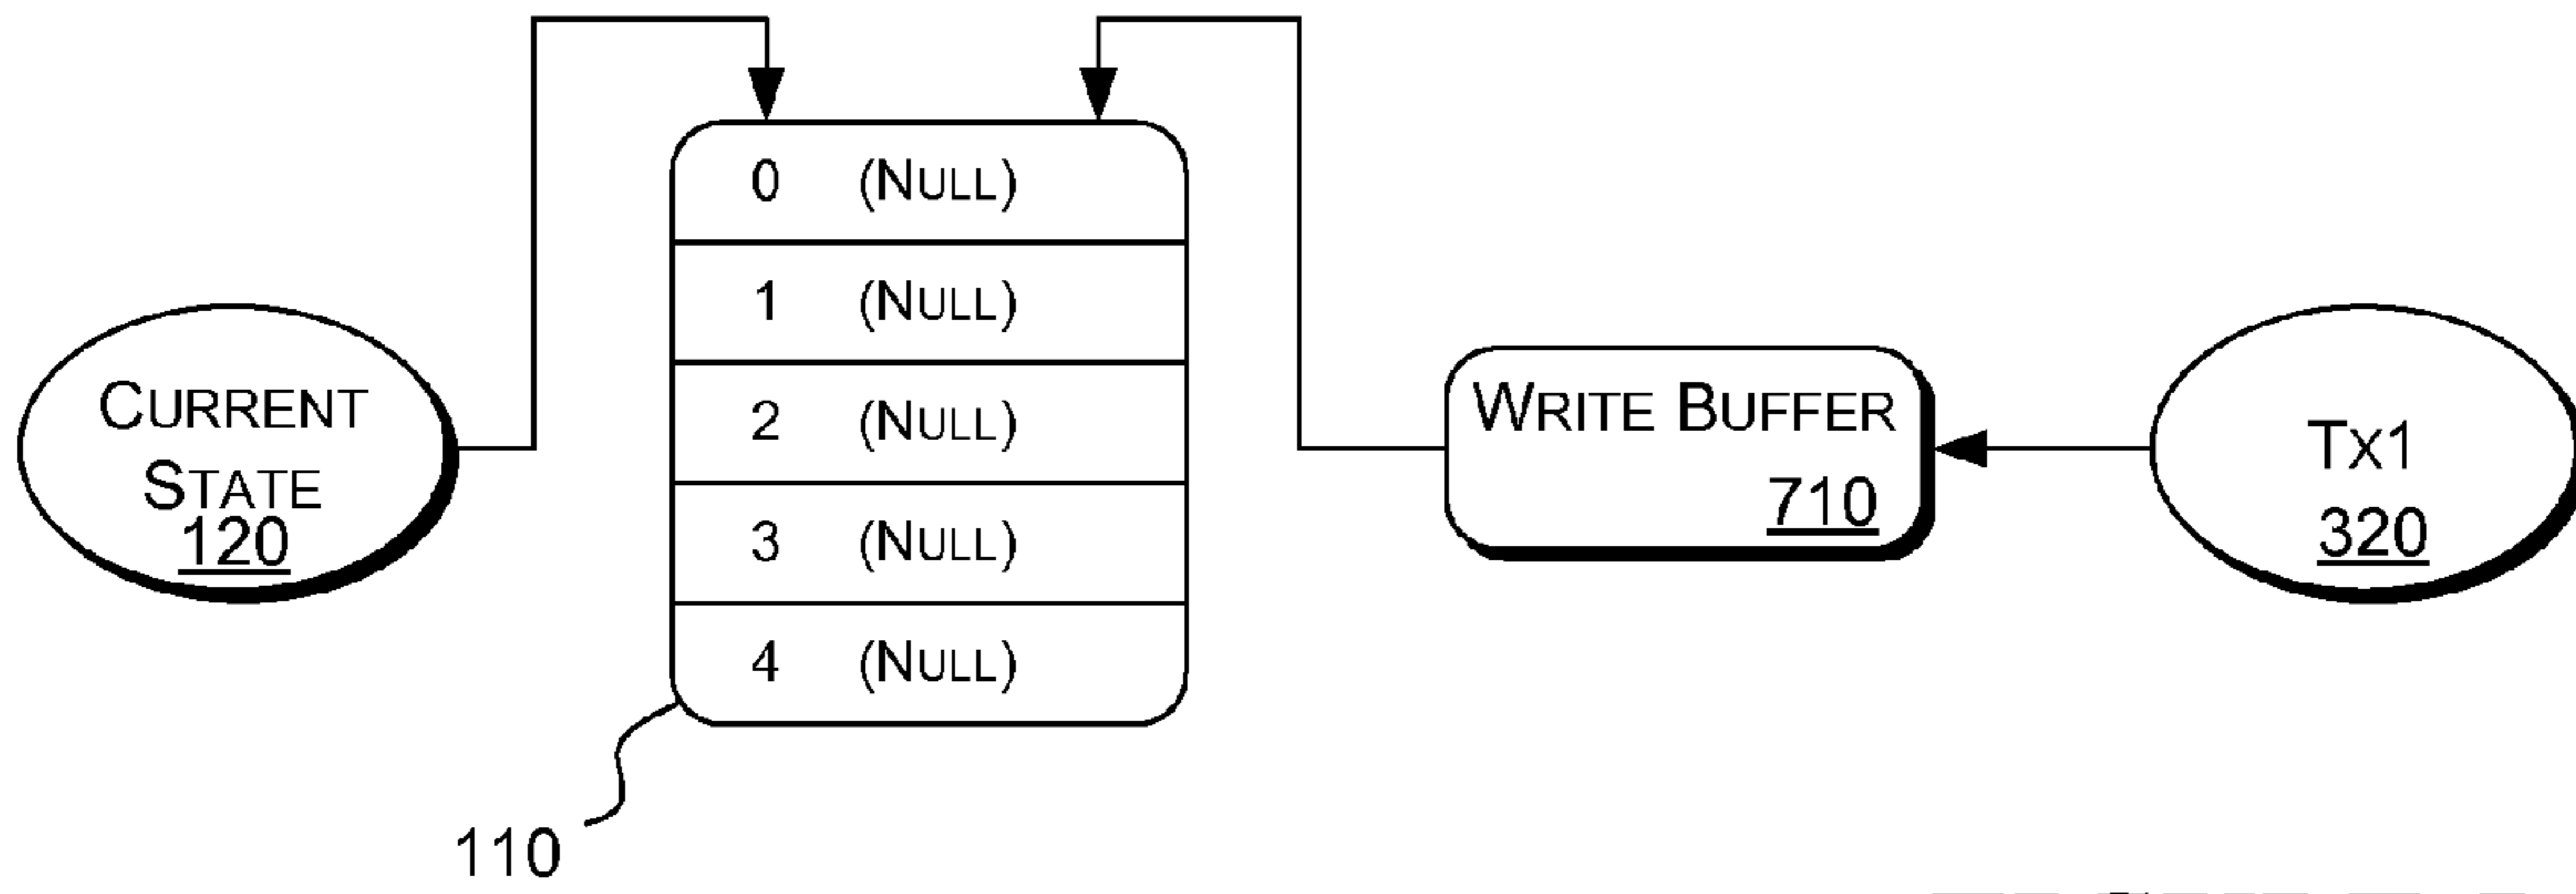 0 (NULL)
1 (NULL)
2 (NULL)
3 (NULL)
4 (NULL)
CURRENT
STATE
120
WRITE BUFFER
710
TX1
320
110